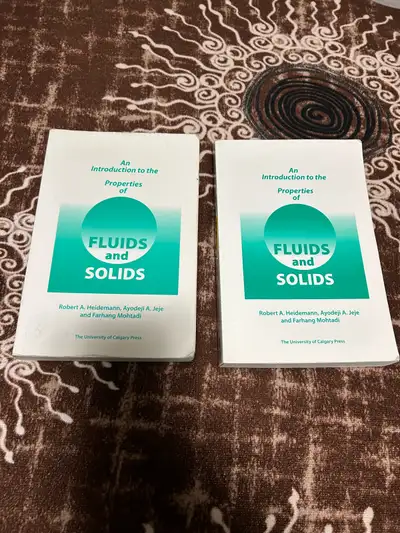 An
Introduction to the
Properties
of
FLUIDS
and
SOLIDS
Robert A. Heidemann, Ayodeji A. Jeje
and Farhang Mohtadi
The University of Calgary Press
An
Introduction to the
Properties
of
FLUIDS
and
SOLIDS
Robert A. Heidemann, Ayodeji A. Jeje
and Farhang Mohtadi
The University of Calgary Press